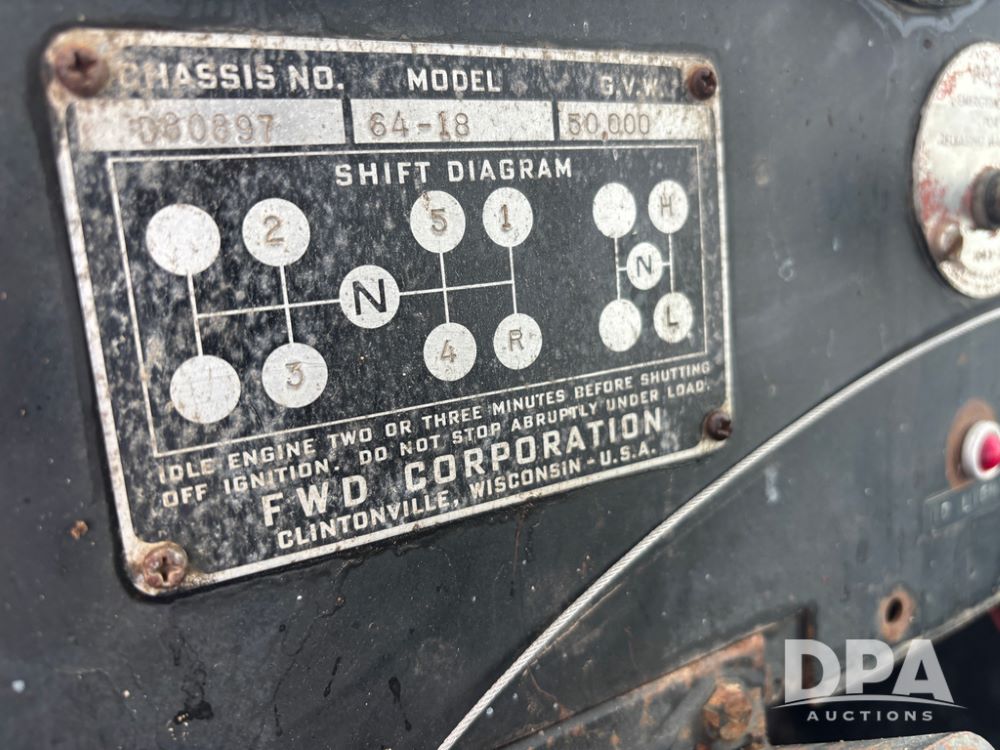 CHASSIS NO. MODEL G.V.W.
D80897 64-18 50,000
SHIFT DIAGRAM
2 5 1 H
N N
3 4 R L
IDLE ENGINE TWO OR THREE MINUTES BEFORE SHUTTING
OFF IGNITION. DO NOT STOP ABRUPTLY UNDER LOAD.
FWD CORPORATION
CLINTONVILLE, WISCONSIN - U.S.A.
DPA
AUCTIONS